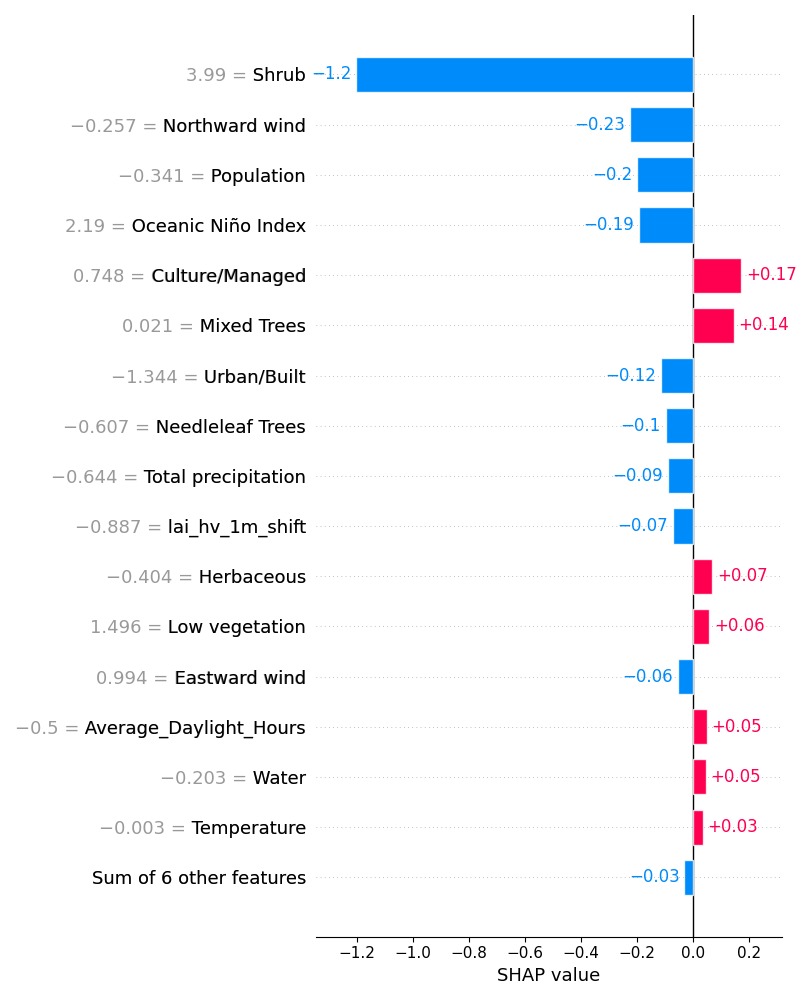 3.99 = Shrub −1.2
−0.257 = Northward wind −0.23
−0.341 = Population −0.2
2.19 = Oceanic Niño Index −0.19
0.748 = Culture/Managed +0.17
0.021 = Mixed Trees +0.14
−1.344 = Urban/Built −0.12
−0.607 = Needleleaf Trees −0.1
−0.644 = Total precipitation −0.09
−0.887 = lai_hv_1m_shift −0.07
−0.404 = Herbaceous +0.07
1.496 = Low vegetation +0.06
0.994 = Eastward wind −0.06
−0.5 = Average_Daylight_Hours +0.05
−0.203 = Water +0.05
−0.003 = Temperature +0.03
Sum of 6 other features −0.03
−1.2 −1.0 −0.8 −0.6 −0.4 −0.2 0.0 0.2
SHAP value